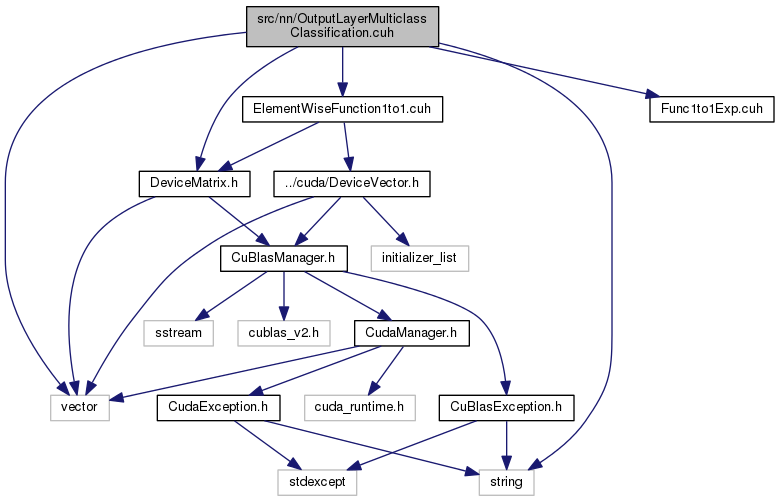 src/nn/OutputLayerMulticlass
Classification.cuh
ElementWiseFunction1to1.cuh
Func1to1Exp.cuh
DeviceMatrix.h
../cuda/DeviceVector.h
CuBlasManager.h
initializer_list
sstream
cublas_v2.h
CudaManager.h
vector
CudaException.h
cuda_runtime.h
CuBlasException.h
stdexcept
string